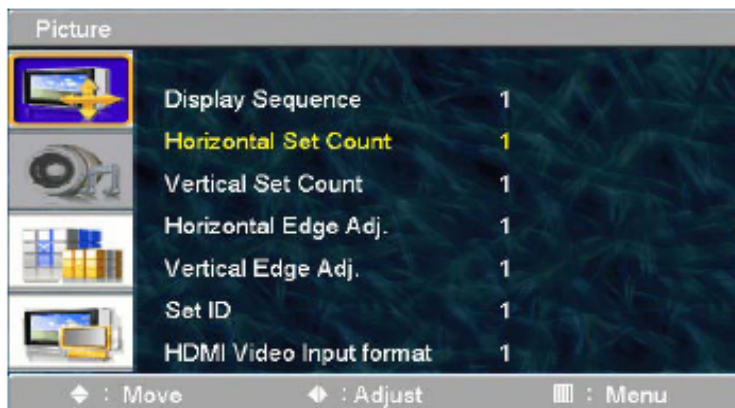 Picture
Display Sequence 1
Horizontal Set Count 1
Vertical Set Count 1
Horizontal Edge Adj. 1
Vertical Edge Adj. 1
Set ID 1
HDMI Video Input format 1
: Move : Adjust : Menu